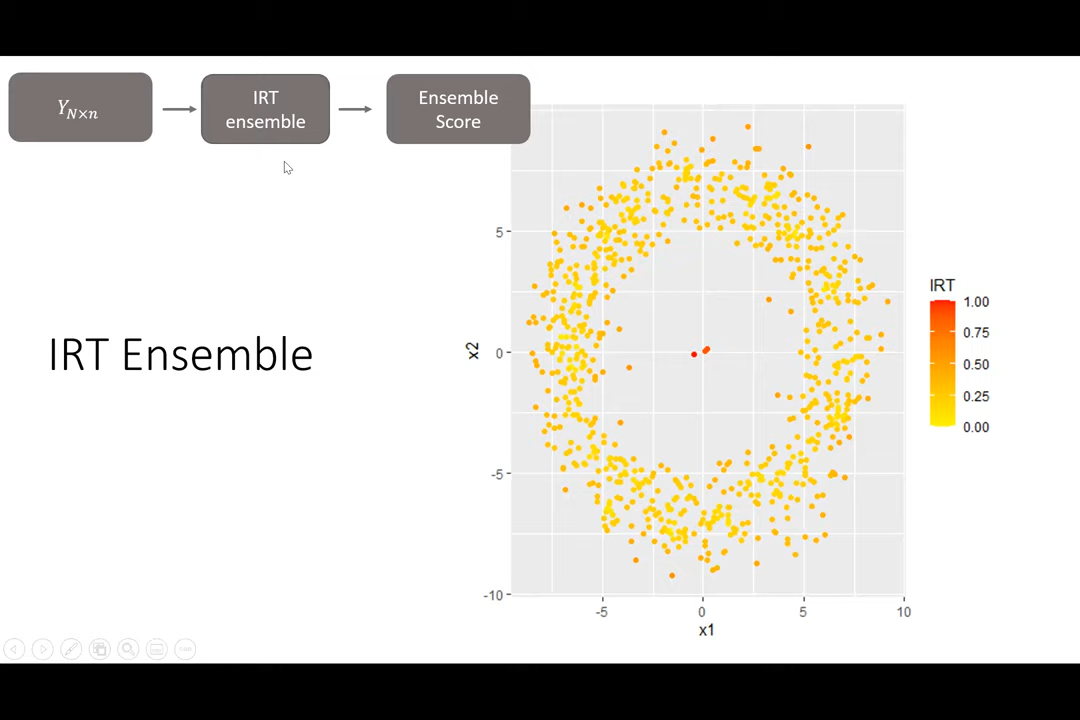 Y_{N×n}
IRT
ensemble
Ensemble
Score
IRT Ensemble
x2
5
0
-5
-10
-5
0
5
10
x1
IRT
1.00
0.75
0.50
0.25
0.00